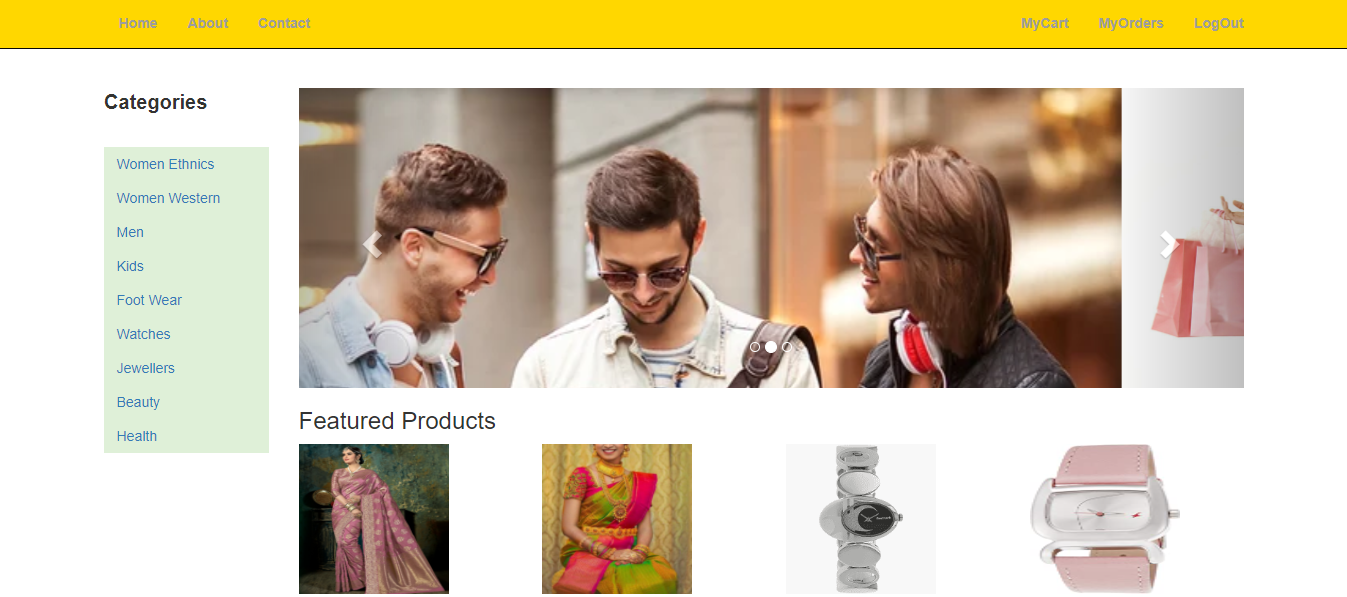 Home About Contact MyCart MyOrders LogOut
Categories
Women Ethnics
Women Western
Men
Kids
Foot Wear
Watches
Jewellers
Beauty
Health
Featured Products